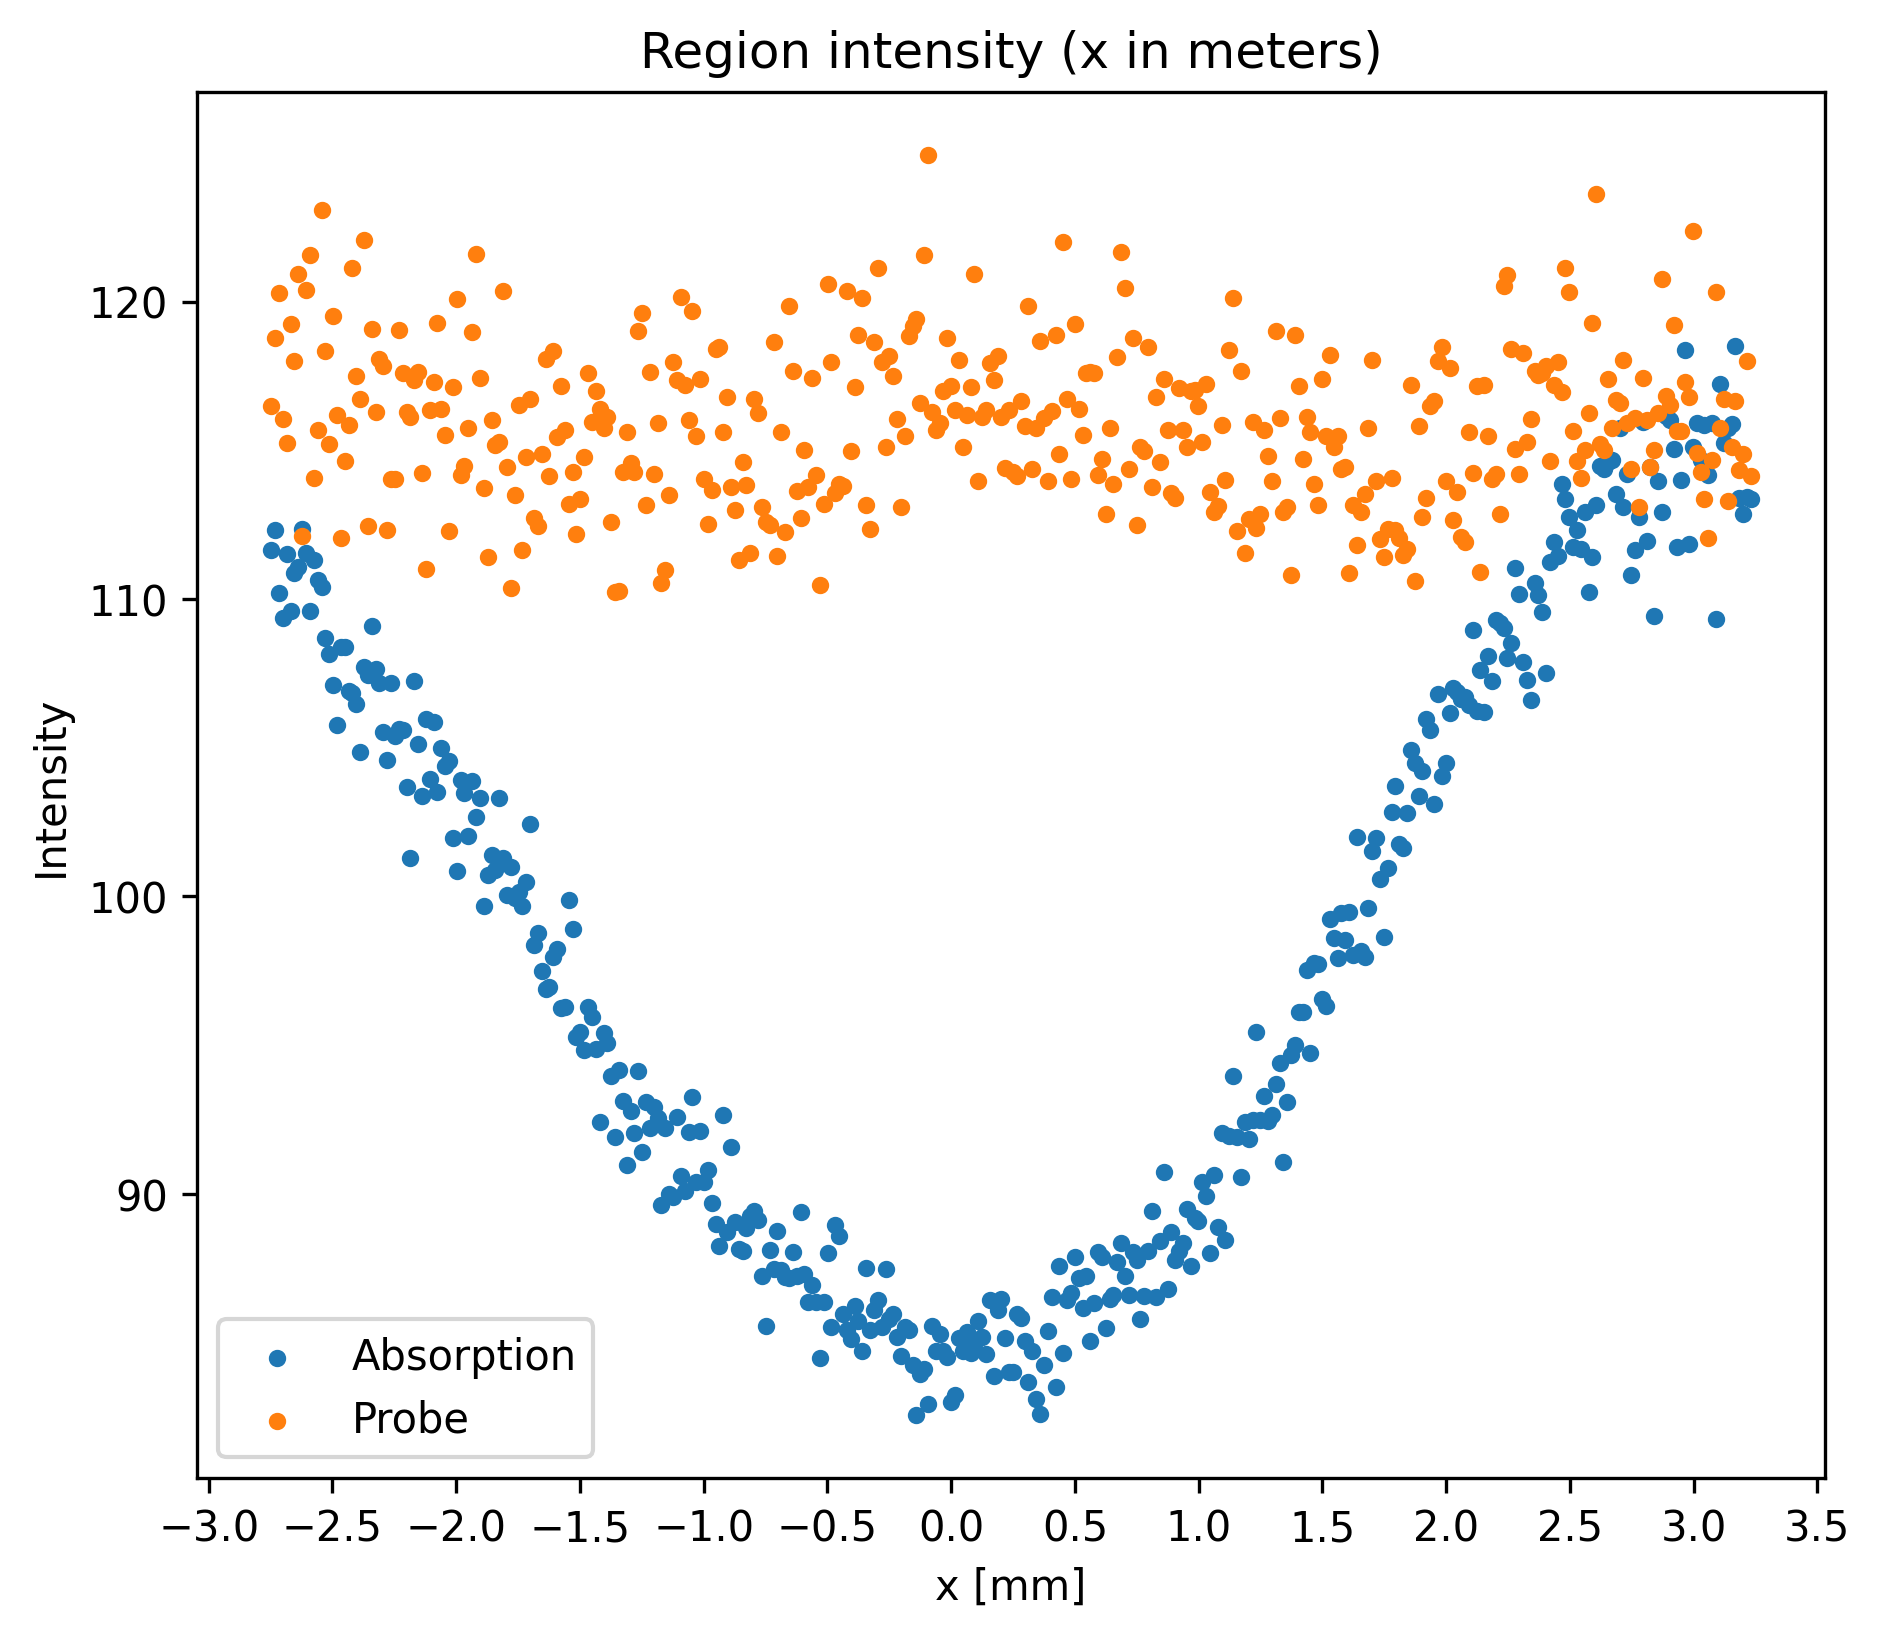 Region intensity (x in meters)
120
110
100
90
Intensity
Absorption
Probe
−3.0 −2.5 −2.0 −1.5 −1.0 −0.5 0.0 0.5 1.0 1.5 2.0 2.5 3.0 3.5
x [mm]